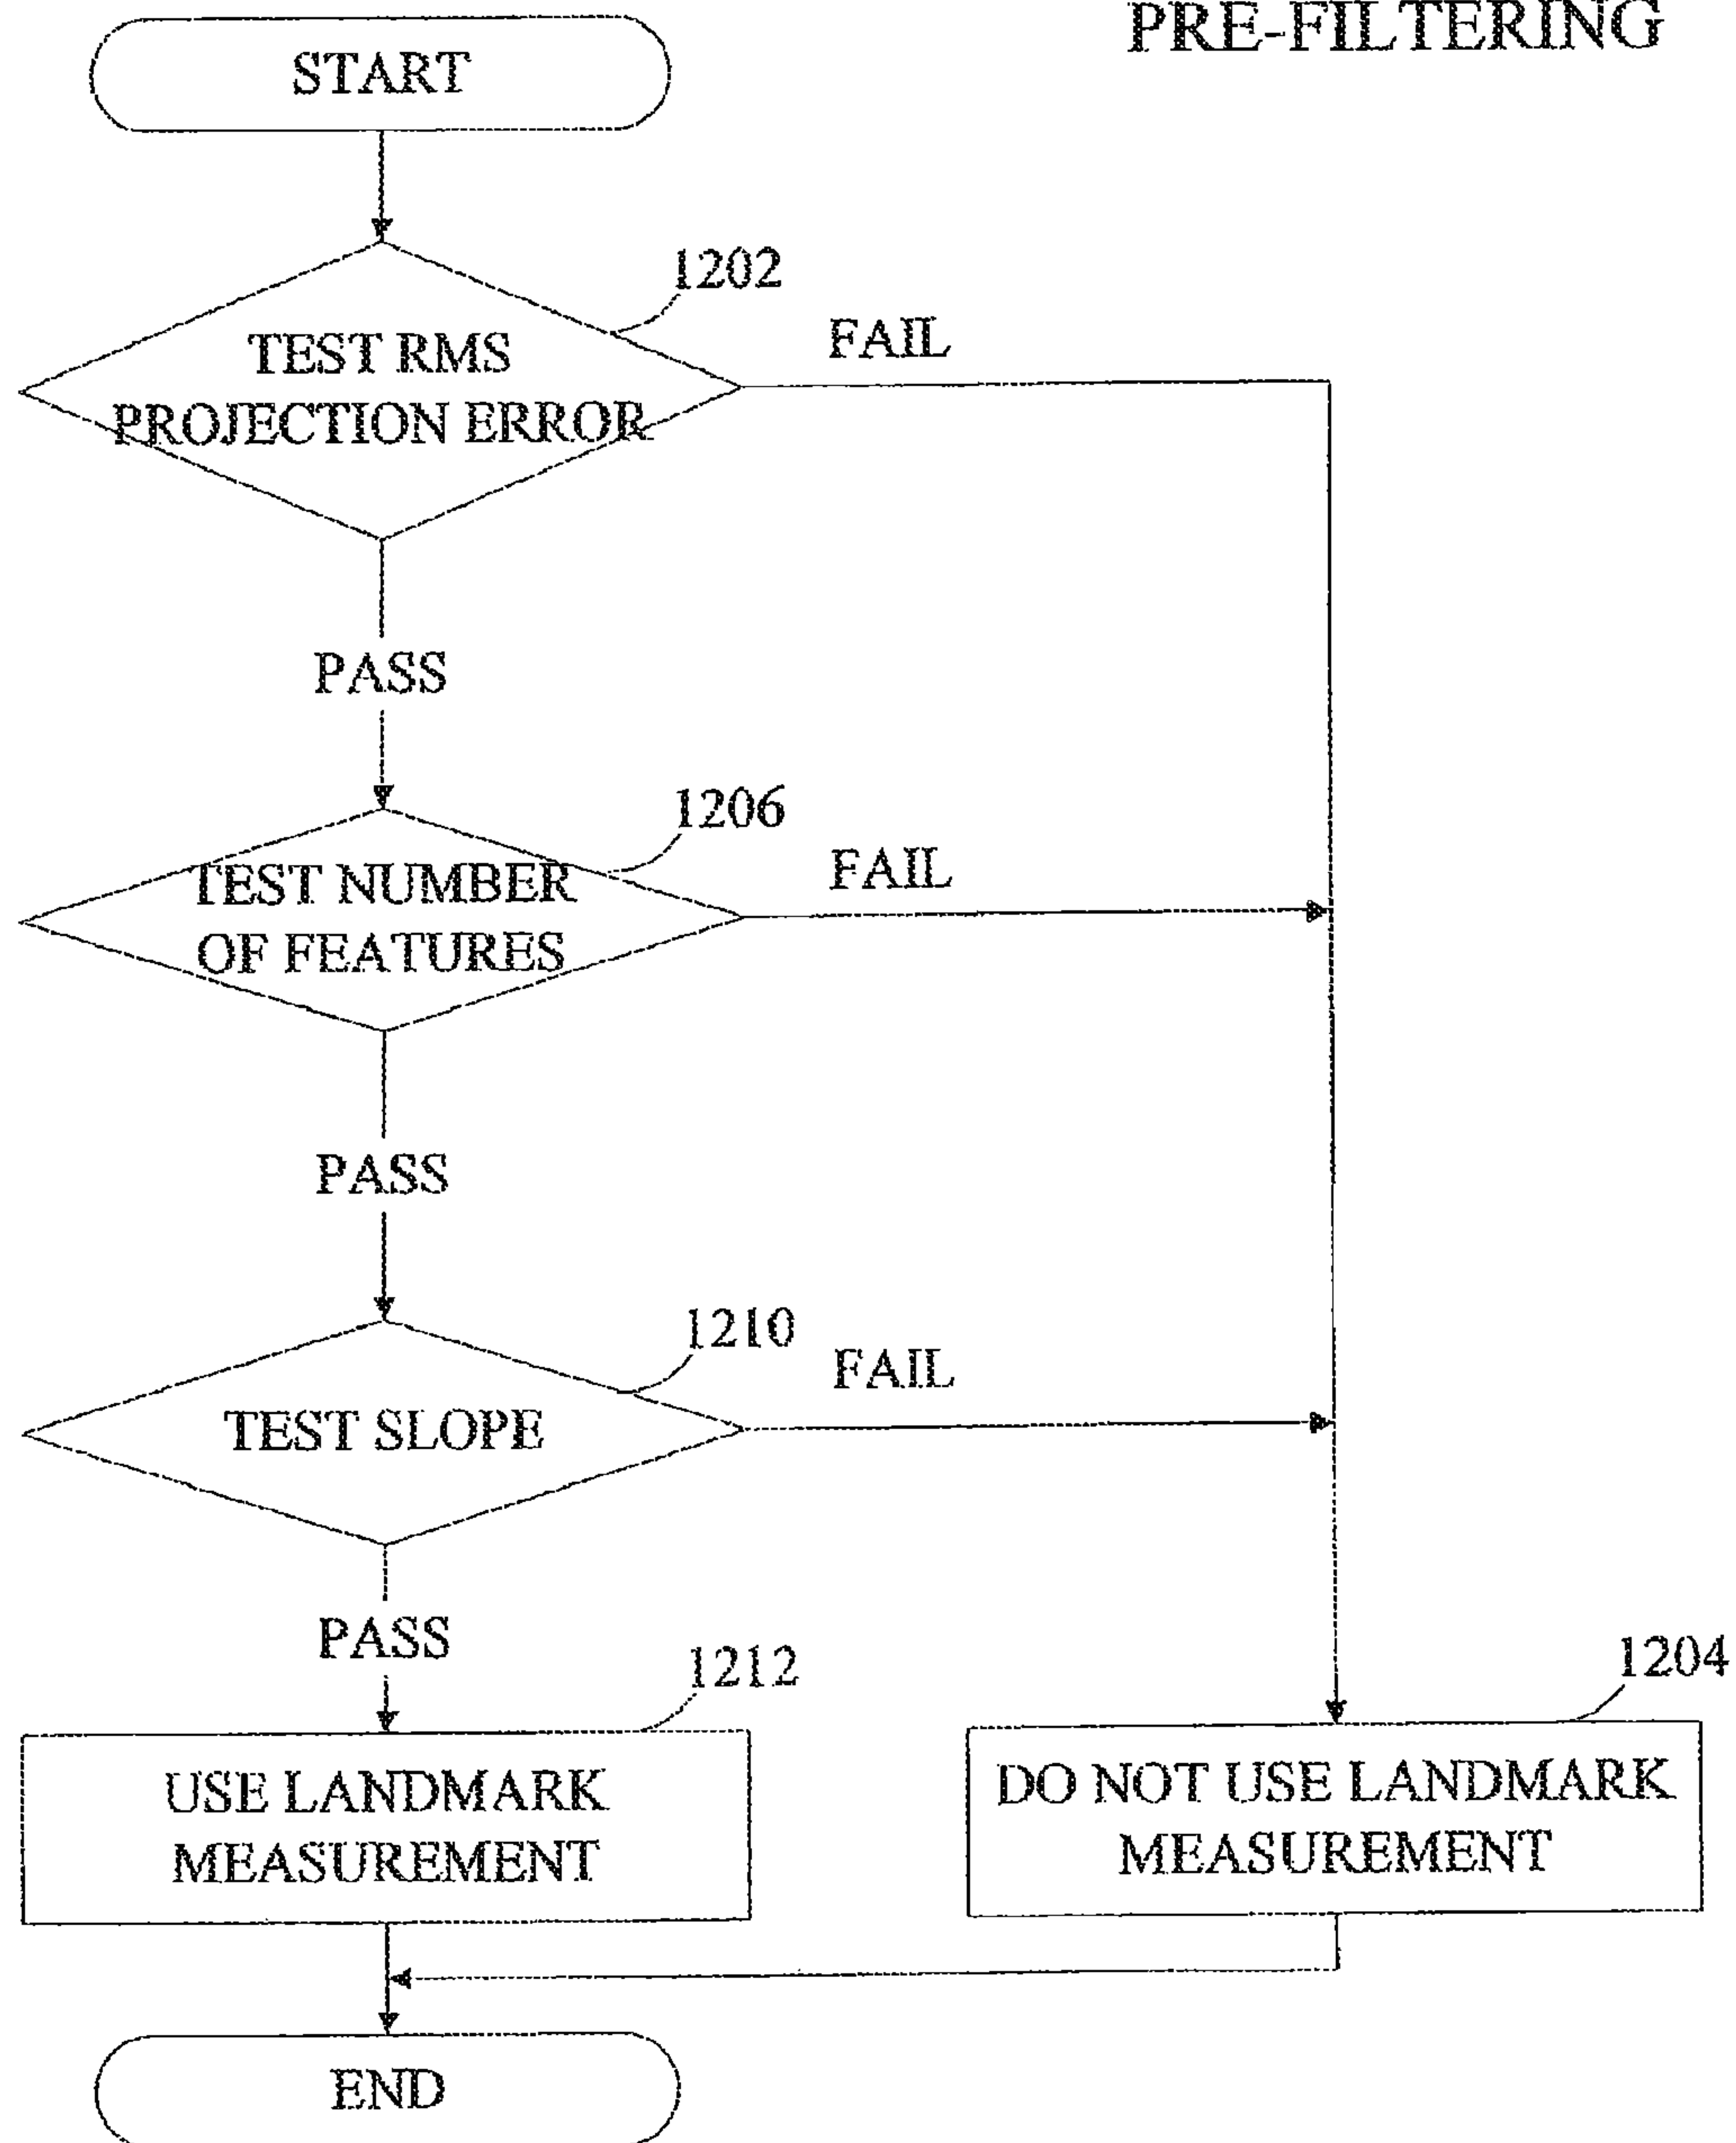 PRE-FILTERING
START
1202
TEST RMS
PROJECTION ERROR
FAIL
PASS
1206
TEST NUMBER
OF FEATURES
FAIL
PASS
1210
TEST SLOPE
FAIL
PASS
1212
USE LANDMARK
MEASUREMENT
1204
DO NOT USE LANDMARK
MEASUREMENT
END